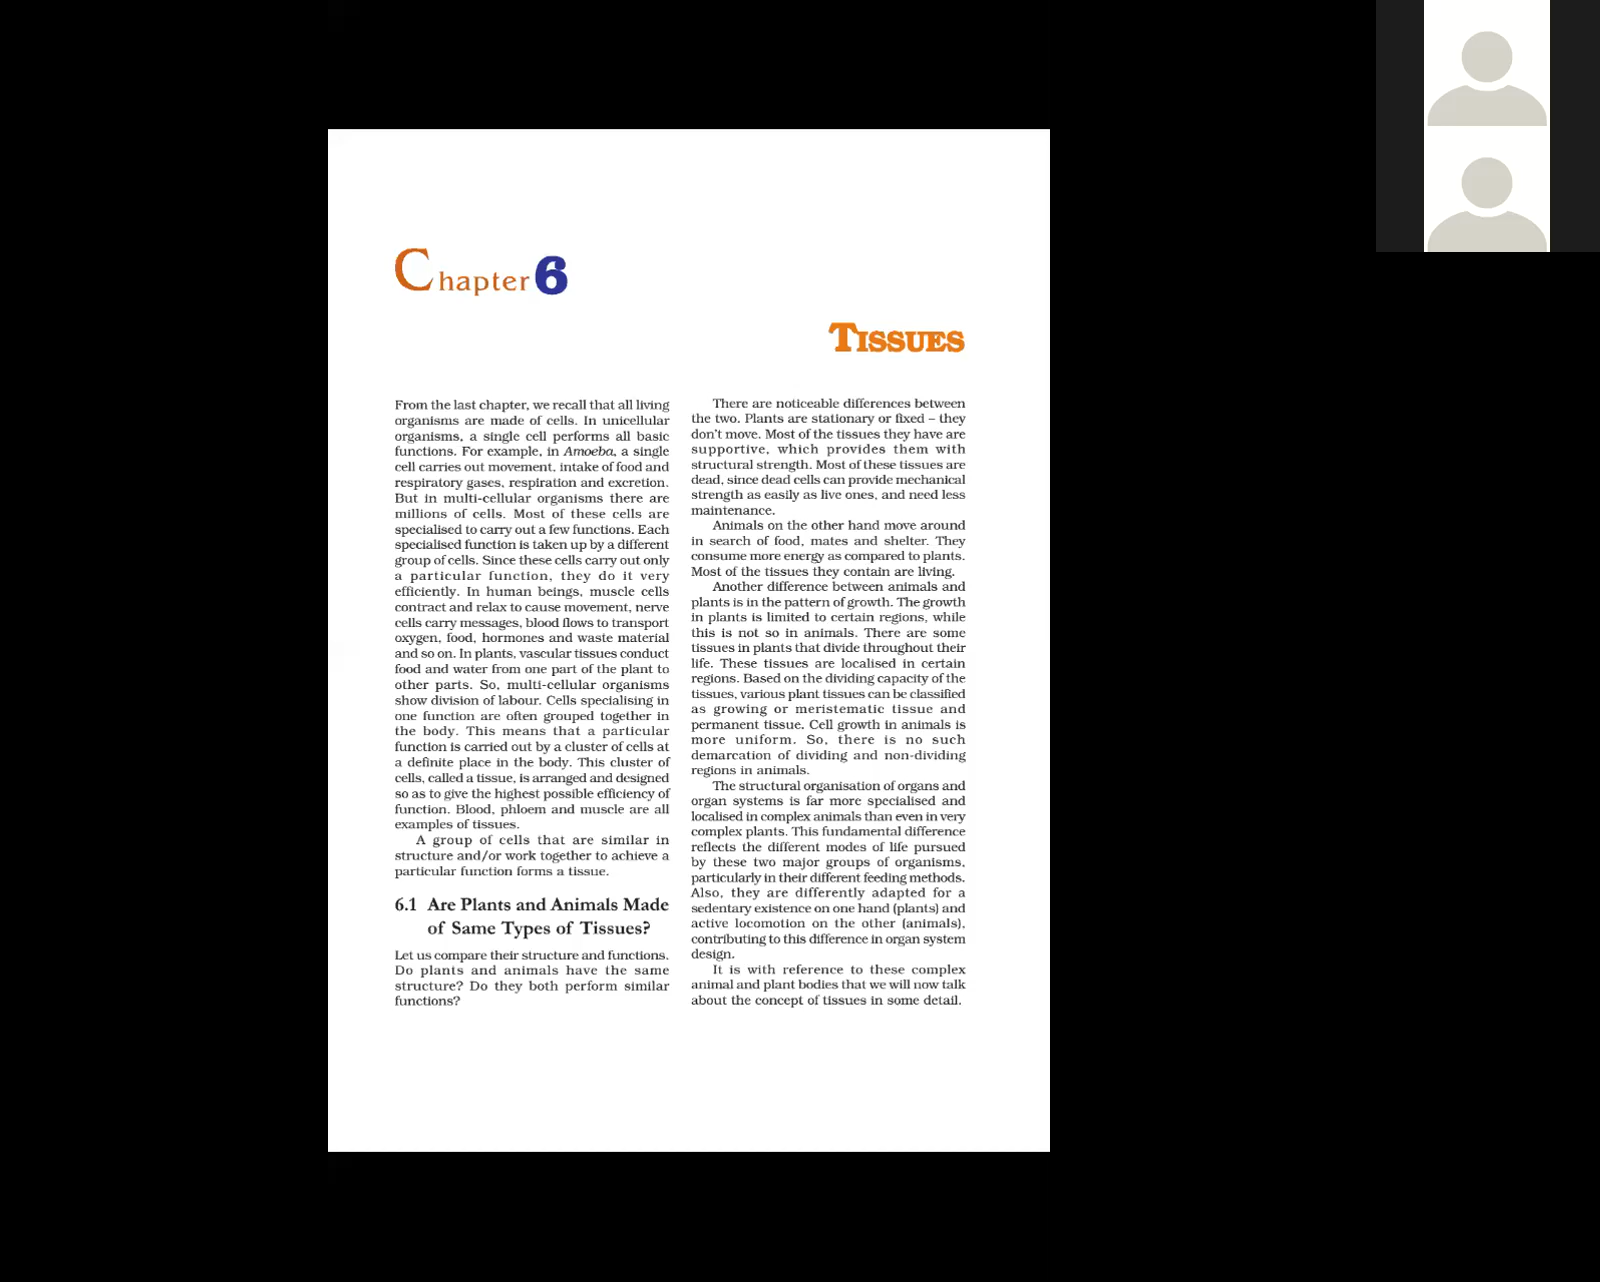 Chapter 6
TISSUES
From the last chapter, we recall that all living
organisms are made of cells. In unicellular
organisms, a single cell performs all basic
functions. For example, in Amoeba, a single
cell carries out movement, intake of food and
respiratory gases, respiration and excretion.
But in multi-cellular organisms there are
millions of cells. Most of these cells are
specialised to carry out a few functions. Each
specialised function is taken up by a different
group of cells. Since these cells carry out only
a particular function, they do it very
efficiently. In human beings, muscle cells
contract and relax to cause movement, nerve
cells carry messages, blood flows to transport
oxygen, food, hormones and waste material
and so on. In plants, vascular tissues conduct
food and water from one part of the plant to
other parts. So, multi-cellular organisms
show division of labour. Cells specialising in
one function are often grouped together in
the body. This means that a particular
function is carried out by a cluster of cells at
a definite place in the body. This cluster of
cells, called a tissue, is arranged and designed
so as to give the highest possible efficiency of
function. Blood, phloem and muscle are all
examples of tissues.
A group of cells that are similar in
structure and/or work together to achieve a
particular function forms a tissue.
6.1 Are Plants and Animals Made
of Same Types of Tissues?
Let us compare their structure and functions.
Do plants and animals have the same
structure? Do they both perform similar
functions?
There are noticeable differences between
the two. Plants are stationary or fixed – they
don't move. Most of the tissues they have are
supportive, which provides them with
structural strength. Most of these tissues are
dead, since dead cells can provide mechanical
strength as easily as live ones, and need less
maintenance.
Animals on the other hand move around
in search of food, mates and shelter. They
consume more energy as compared to plants.
Most of the tissues they contain are living.
Another difference between animals and
plants is in the pattern of growth. The growth
in plants is limited to certain regions, while
this is not so in animals. There are some
tissues in plants that divide throughout their
life. These tissues are localised in certain
regions. Based on the dividing capacity of the
tissues, various plant tissues can be classified
as growing or meristematic tissue and
permanent tissue. Cell growth in animals is
more uniform. So, there is no such
demarcation of dividing and non-dividing
regions in animals.
The structural organisation of organs and
organ systems is far more specialised and
localised in complex animals than even in very
complex plants. This fundamental difference
reflects the different modes of life pursued
by these two major groups of organisms,
particularly in their different feeding methods.
Also, they are differently adapted for a
sedentary existence on one hand (plants) and
active locomotion on the other (animals),
contributing to this difference in organ system
design.
It is with reference to these complex
animal and plant bodies that we will now talk
about the concept of tissues in some detail.